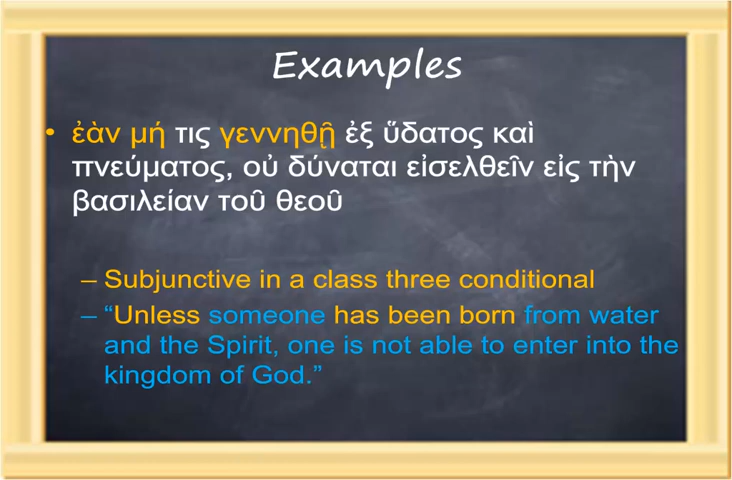 Examples
• ἐὰν μή τις γεννηθῇ ἐξ ὕδατος καὶ
πνεύματος, οὐ δύναται εἰσελθεῖν εἰς τὴν
βασιλείαν τοῦ θεοῦ
– Subjunctive in a class three conditional
– “Unless someone has been born from water
and the Spirit, one is not able to enter into the
kingdom of God.”